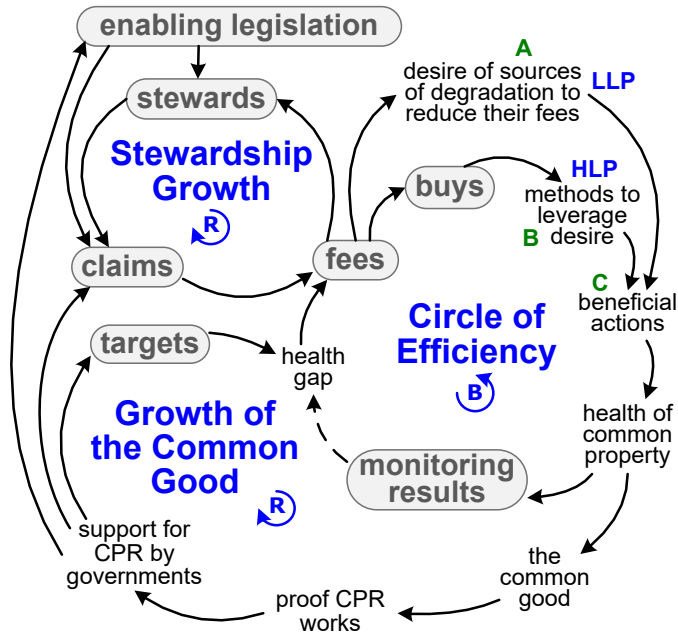 enabling legislation
stewards
Stewardship
Growth
R
claims
fees
A
desire of sources
of degradation to
reduce their fees
LLP
buys
HLP
methods to
leverage
desire
B
C
beneficial
actions
Circle of
Efficiency
B
targets
health
gap
Growth of
the Common
Good
R
monitoring
results
health of
common
property
support for
CPR by
governments
proof CPR
works
the
common
good